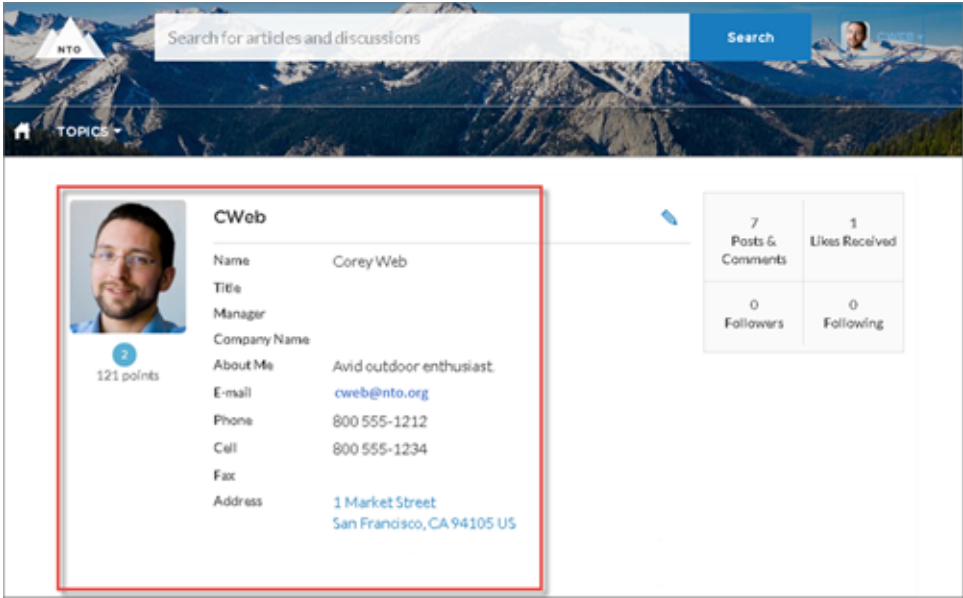 NTO
Search for articles and discussions
Search
CWEB
TOPICS
CWeb
Name Corey Web
Title
Manager
Company Name
About Me Avid outdoor enthusiast.
E-mail cweb@nto.org
Phone 800 555-1212
Cell 800 555-1234
Fax
Address 1 Market Street
San Francisco, CA 94105 US
2
121 points
7
Posts &
Comments
1
Likes Received
0
Followers
0
Following